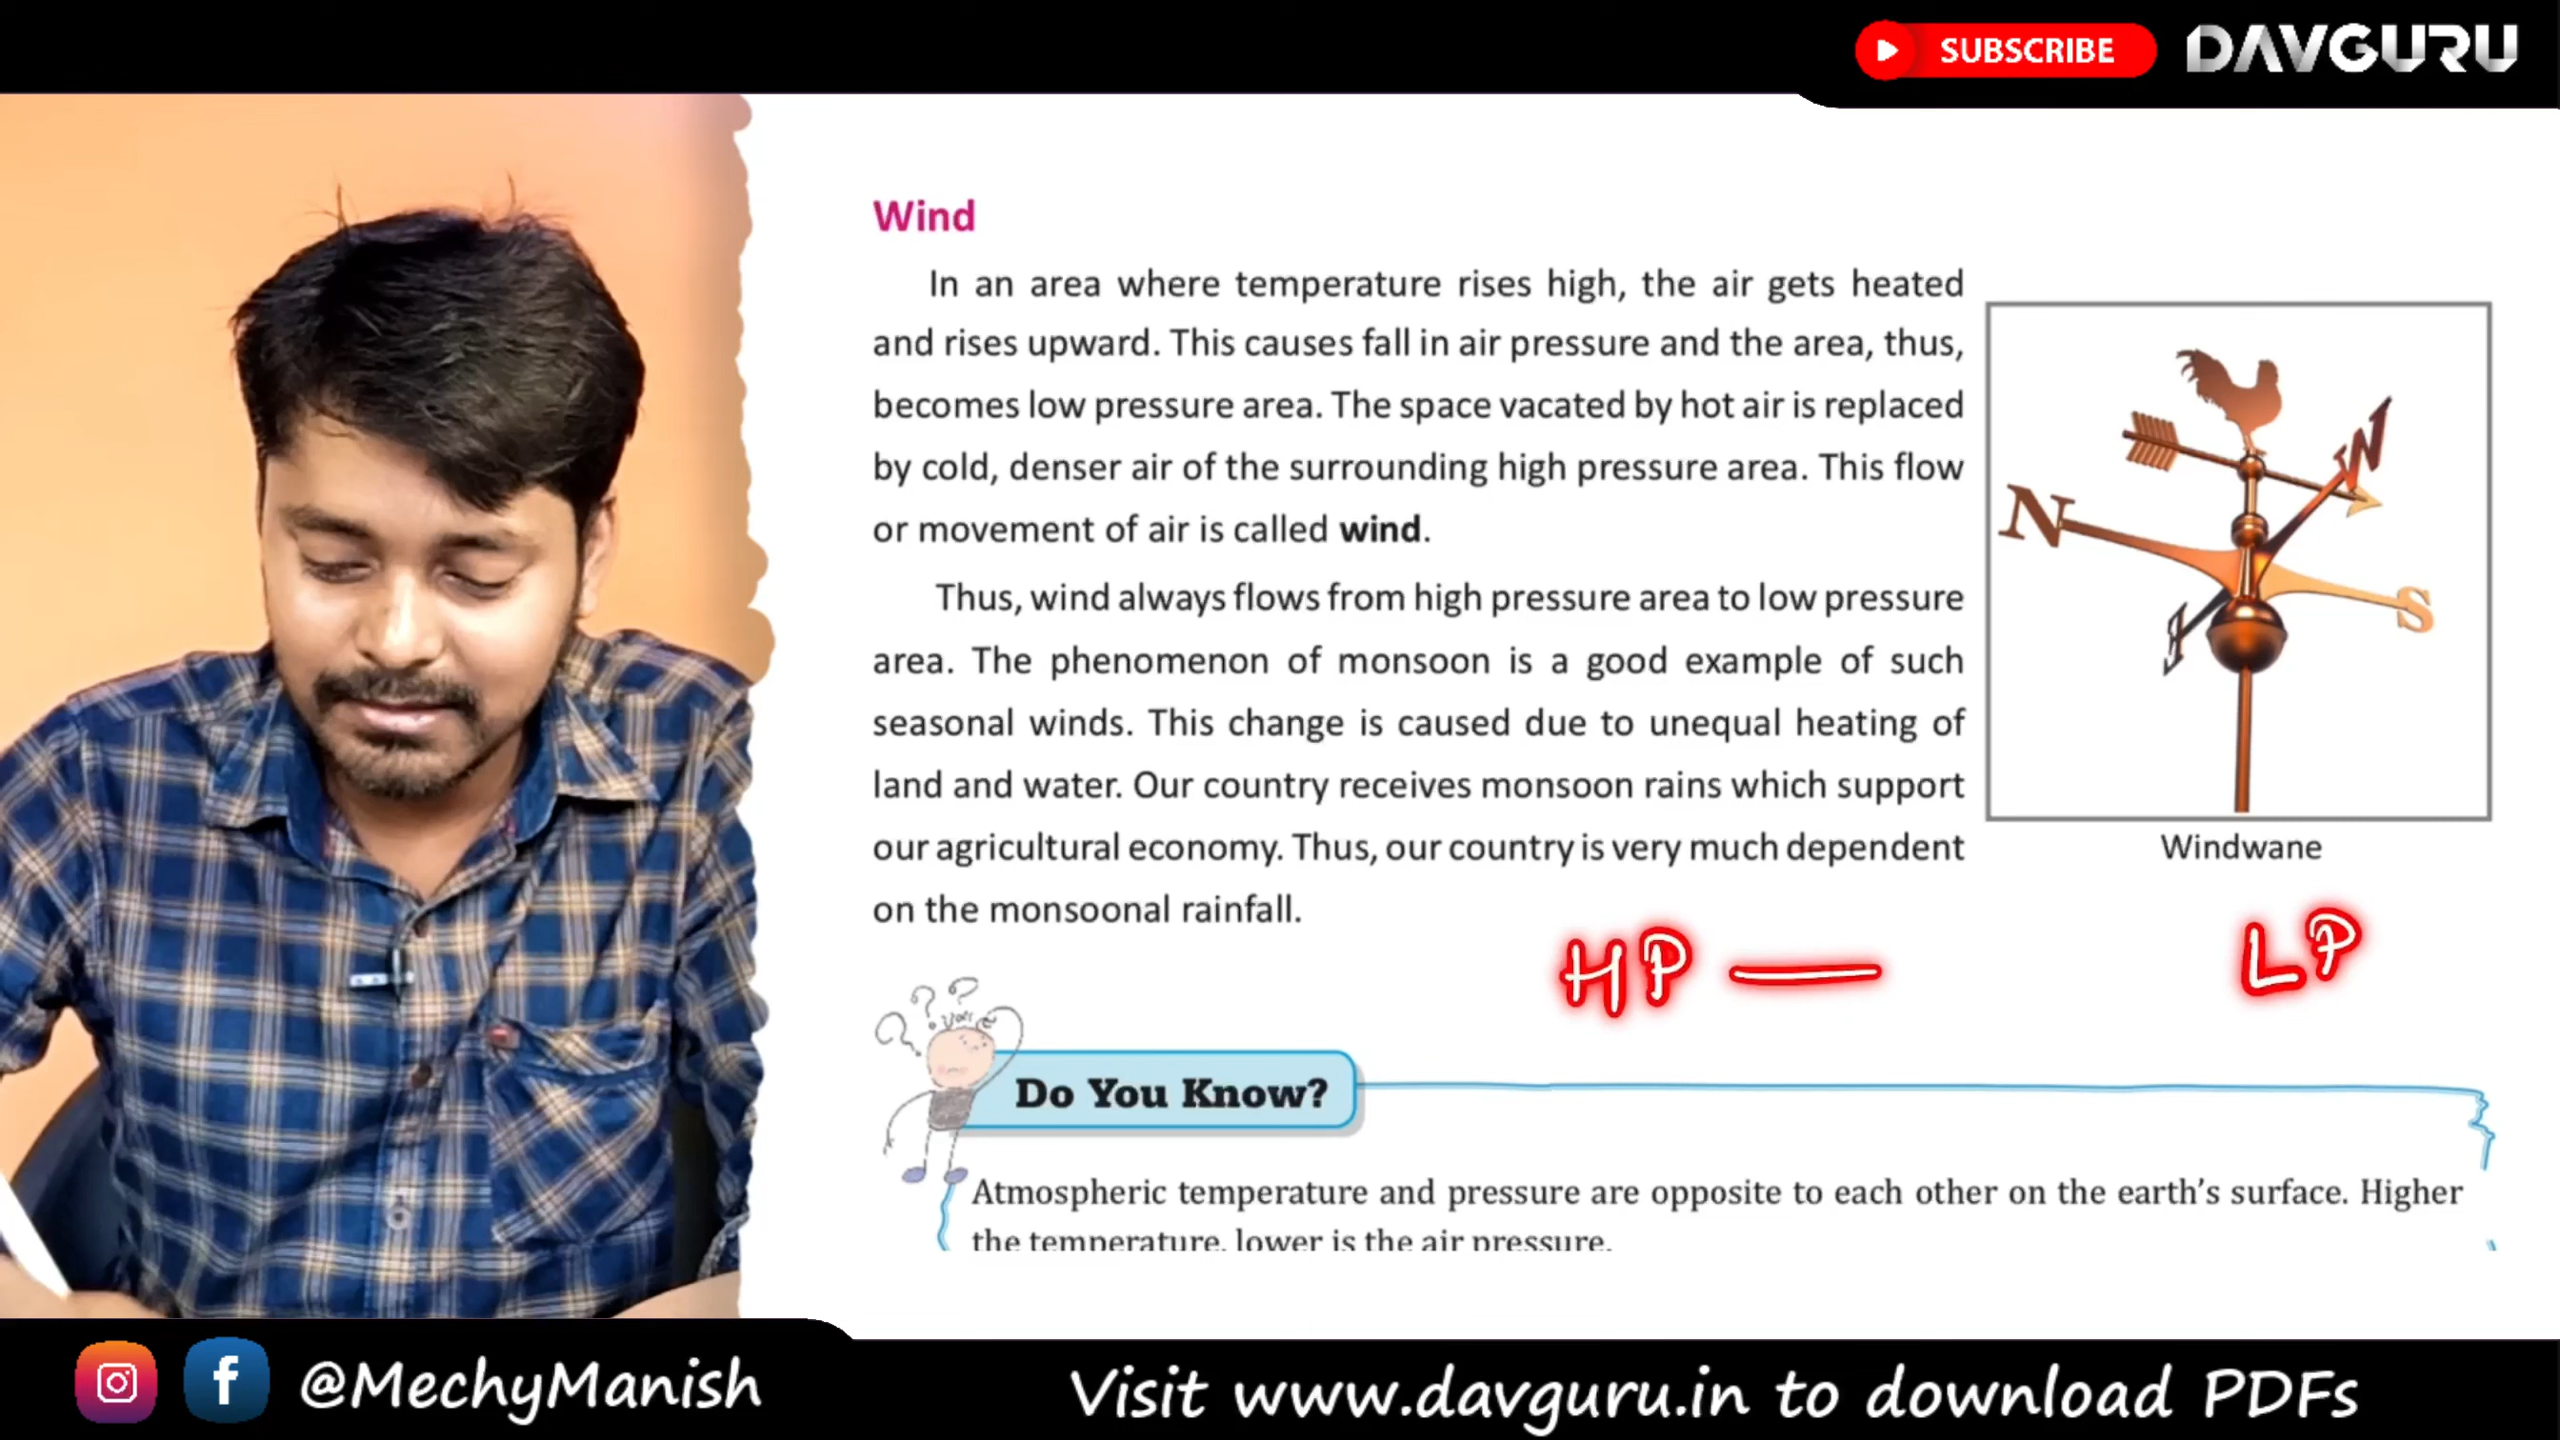 SUBSCRIBE
DAVGURU
Wind
In an area where temperature rises high, the air gets heated
and rises upward. This causes fall in air pressure and the area, thus,
becomes low pressure area. The space vacated by hot air is replaced
by cold, denser air of the surrounding high pressure area. This flow
or movement of air is called wind.
Thus, wind always flows from high pressure area to low pressure
area. The phenomenon of monsoon is a good example of such
seasonal winds. This change is caused due to unequal heating of
land and water. Our country receives monsoon rains which support
our agricultural economy. Thus, our country is very much dependent
on the monsoonal rainfall.
N
W
S
E
Windwane
HP — LP
Do You Know?
Atmospheric temperature and pressure are opposite to each other on the earth's surface. Higher
the temperature, lower is the air pressure.
@MechyManish
Visit www.davguru.in to download PDFs